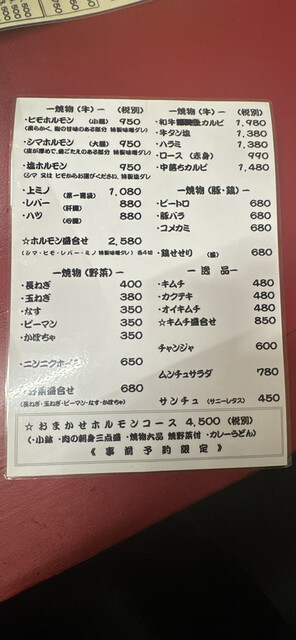 ー焼物(牛)ー (税別)
・ヒモホルモン (小腸) 950
(柔らかく、脂の甘味のある部分 特製味噌ダレ)
・シマホルモン (大腸) 950
(皮が厚めで、歯ごたえのある部分 特製味噌ダレ)
・塩ホルモン 950
(シマ 又は ヒモからお選びください。特製塩ダレ)
・上ミノ (第一胃袋) 1,080
・レバー (肝臓) 880
・ハツ (心臓) 880
☆ホルモン盛合せ 2,580
(シマ・ヒモ・レバー・ミノ 特製味噌ダレ) 各4切
ー焼物(野菜)ー
・長ねぎ 400
・玉ねぎ 380
・なす 350
・ピーマン 350
・かぼちゃ 350
・ニンニクホイル 650
・野菜盛合せ 680
(長ねぎ・玉ねぎ・ピーマン・なす・かぼちゃ)
ー焼物(牛)ー (税別)
・和牛カルビ 1,980
・牛タン塩 1,380
・ハラミ 1,380
・ロース (赤身) 990
・中落ちカルビ 1,480
ー焼物(豚・鶏)ー
・ピートロ 680
・豚バラ 680
・コメカミ 680
・鶏せせり (塩) 680
ー逸 品ー
・キムチ 480
・カクテキ 480
・オイキムチ 480
☆キムチ盛合せ 850
チャンジャ 600
ムンチュサラダ 780
サンチュ (サニーレタス) 450
☆おまかせホルモンコース 4,500 (税別)
(・小鉢 ・肉の刺身三点盛 ・焼物六品 焼野菜付 ・カレーうどん)
《 事 前 予 約 限 定 》